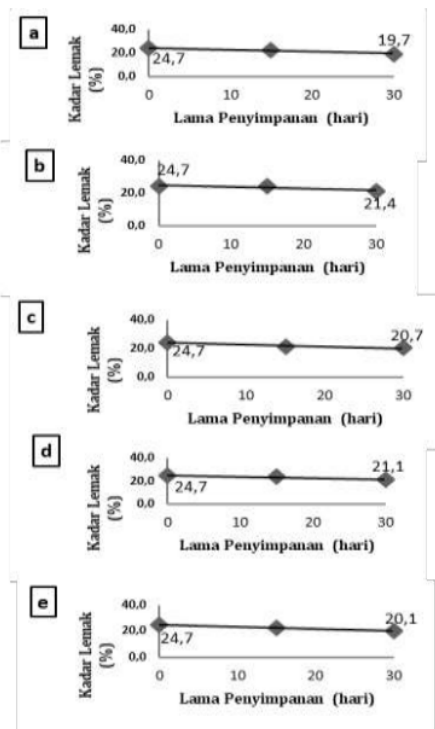 a
Kadar Lemak
(%)
40,0
20,0
0,0
24,7
19,7
0 10 20 30
Lama Penyimpanan (hari)
b
Kadar Lemak
(%)
40,0
20,0
0,0
24,7
21,4
0 10 20 30
Lama Penyimpanan (hari)
c
Kadar Lemak
(%)
40,0
20,0
0,0
24,7
20,7
0 10 20 30
Lama Penyimpanan (hari)
d
Kadar Lemak
(%)
40,0
20,0
0,0
24,7
21,1
0 10 20 30
Lama Penyimpanan (hari)
e
Kadar Lemak
(%)
40,0
20,0
0,0
24,7
20,1
0 10 20 30
Lama Penyimpanan (hari)